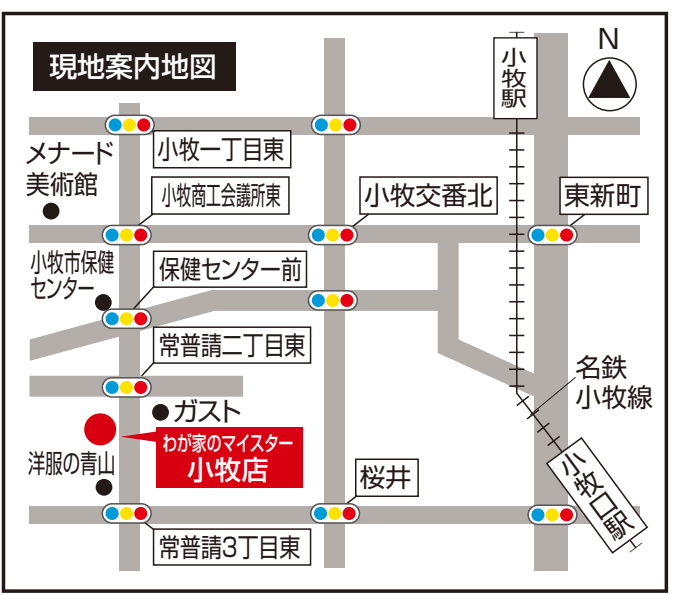 現地案内地図
N
小牧駅
メナード
美術館
小牧一丁目東
小牧商工会議所東
小牧交番北
東新町
小牧市保健
センター
保健センター前
常普請二丁目東
名鉄
小牧線
ガスト
わが家のマイスター
小牧店
洋服の青山
桜井
小牧口駅
常普請3丁目東